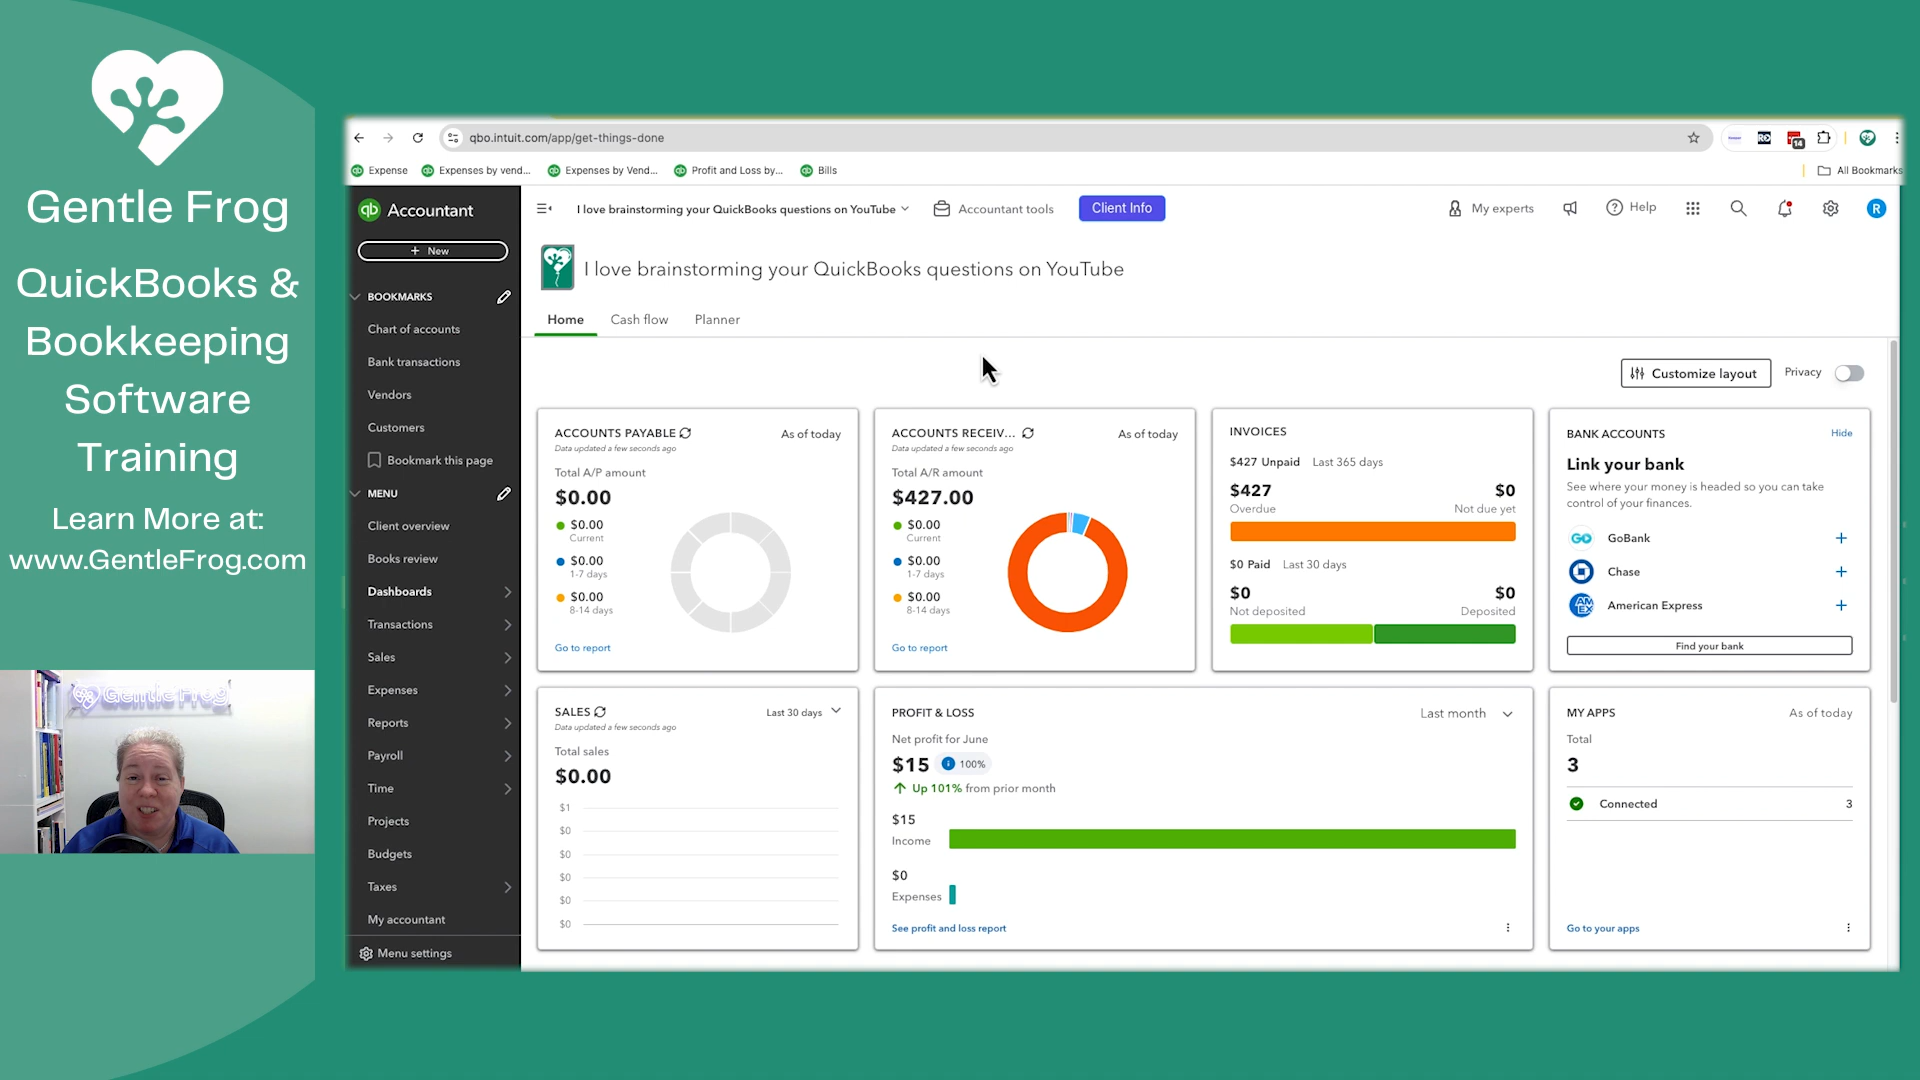 Gentle Frog
QuickBooks &
Bookkeeping
Software
Training
Learn More at:
www.GentleFrog.com
Gentle Frog
qbo.intuit.com/app/get-things-done
14
Expense
Expenses by vend...
Expenses by Vend...
Profit and Loss by...
Bills
All Bookmarks
qb Accountant
+ New
BOOKMARKS
Chart of accounts
Bank transactions
Vendors
Customers
Bookmark this page
MENU
Client overview
Books review
Dashboards
Transactions
Sales
Expenses
Reports
Payroll
Time
Projects
Budgets
Taxes
My accountant
Menu settings
I love brainstorming your QuickBooks questions on YouTube
Accountant tools
Client Info
My experts
Help
R
I love brainstorming your QuickBooks questions on YouTube
Home
Cash flow
Planner
Customize layout
Privacy
ACCOUNTS PAYABLE
As of today
Data updated a few seconds ago
Total A/P amount
$0.00
$0.00
Current
$0.00
1-7 days
$0.00
8-14 days
Go to report
ACCOUNTS RECEIV...
As of today
Data updated a few seconds ago
Total A/R amount
$427.00
$0.00
Current
$0.00
1-7 days
$0.00
8-14 days
Go to report
INVOICES
$427 Unpaid Last 365 days
$427 $0
Overdue Not due yet
$0 Paid Last 30 days
$0 $0
Not deposited Deposited
BANK ACCOUNTS
Hide
Link your bank
See where your money is headed so you can take
control of your finances.
GO GoBank +
Chase +
AM EX American Express +
Find your bank
SALES
Last 30 days
Data updated a few seconds ago
Total sales
$0.00
$1
$0
$0
$0
$0
$0
PROFIT & LOSS
Last month
Net profit for June
$15 100%
Up 101% from prior month
$15
Income
$0
Expenses
See profit and loss report
MY APPS
As of today
Total
3
Connected 3
Go to your apps